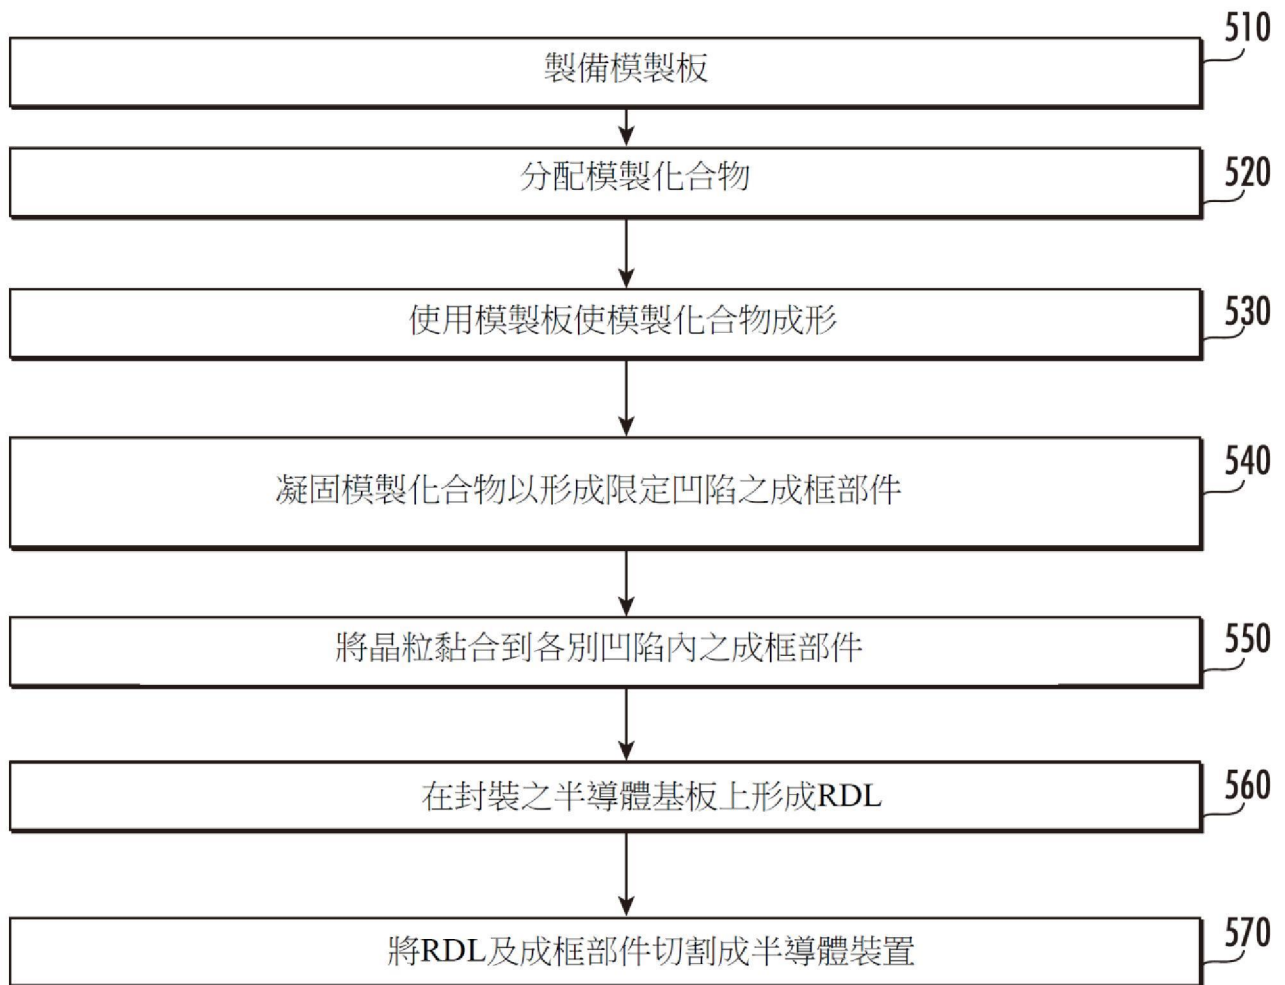 510
製備模製板
520
分配模製化合物
530
使用模製板使模製化合物成形
540
凝固模製化合物以形成限定凹陷之成框部件
550
將晶粒黏合到各別凹陷內之成框部件
560
在封裝之半導體基板上形成RDL
570
將RDL及成框部件切割成半導體裝置